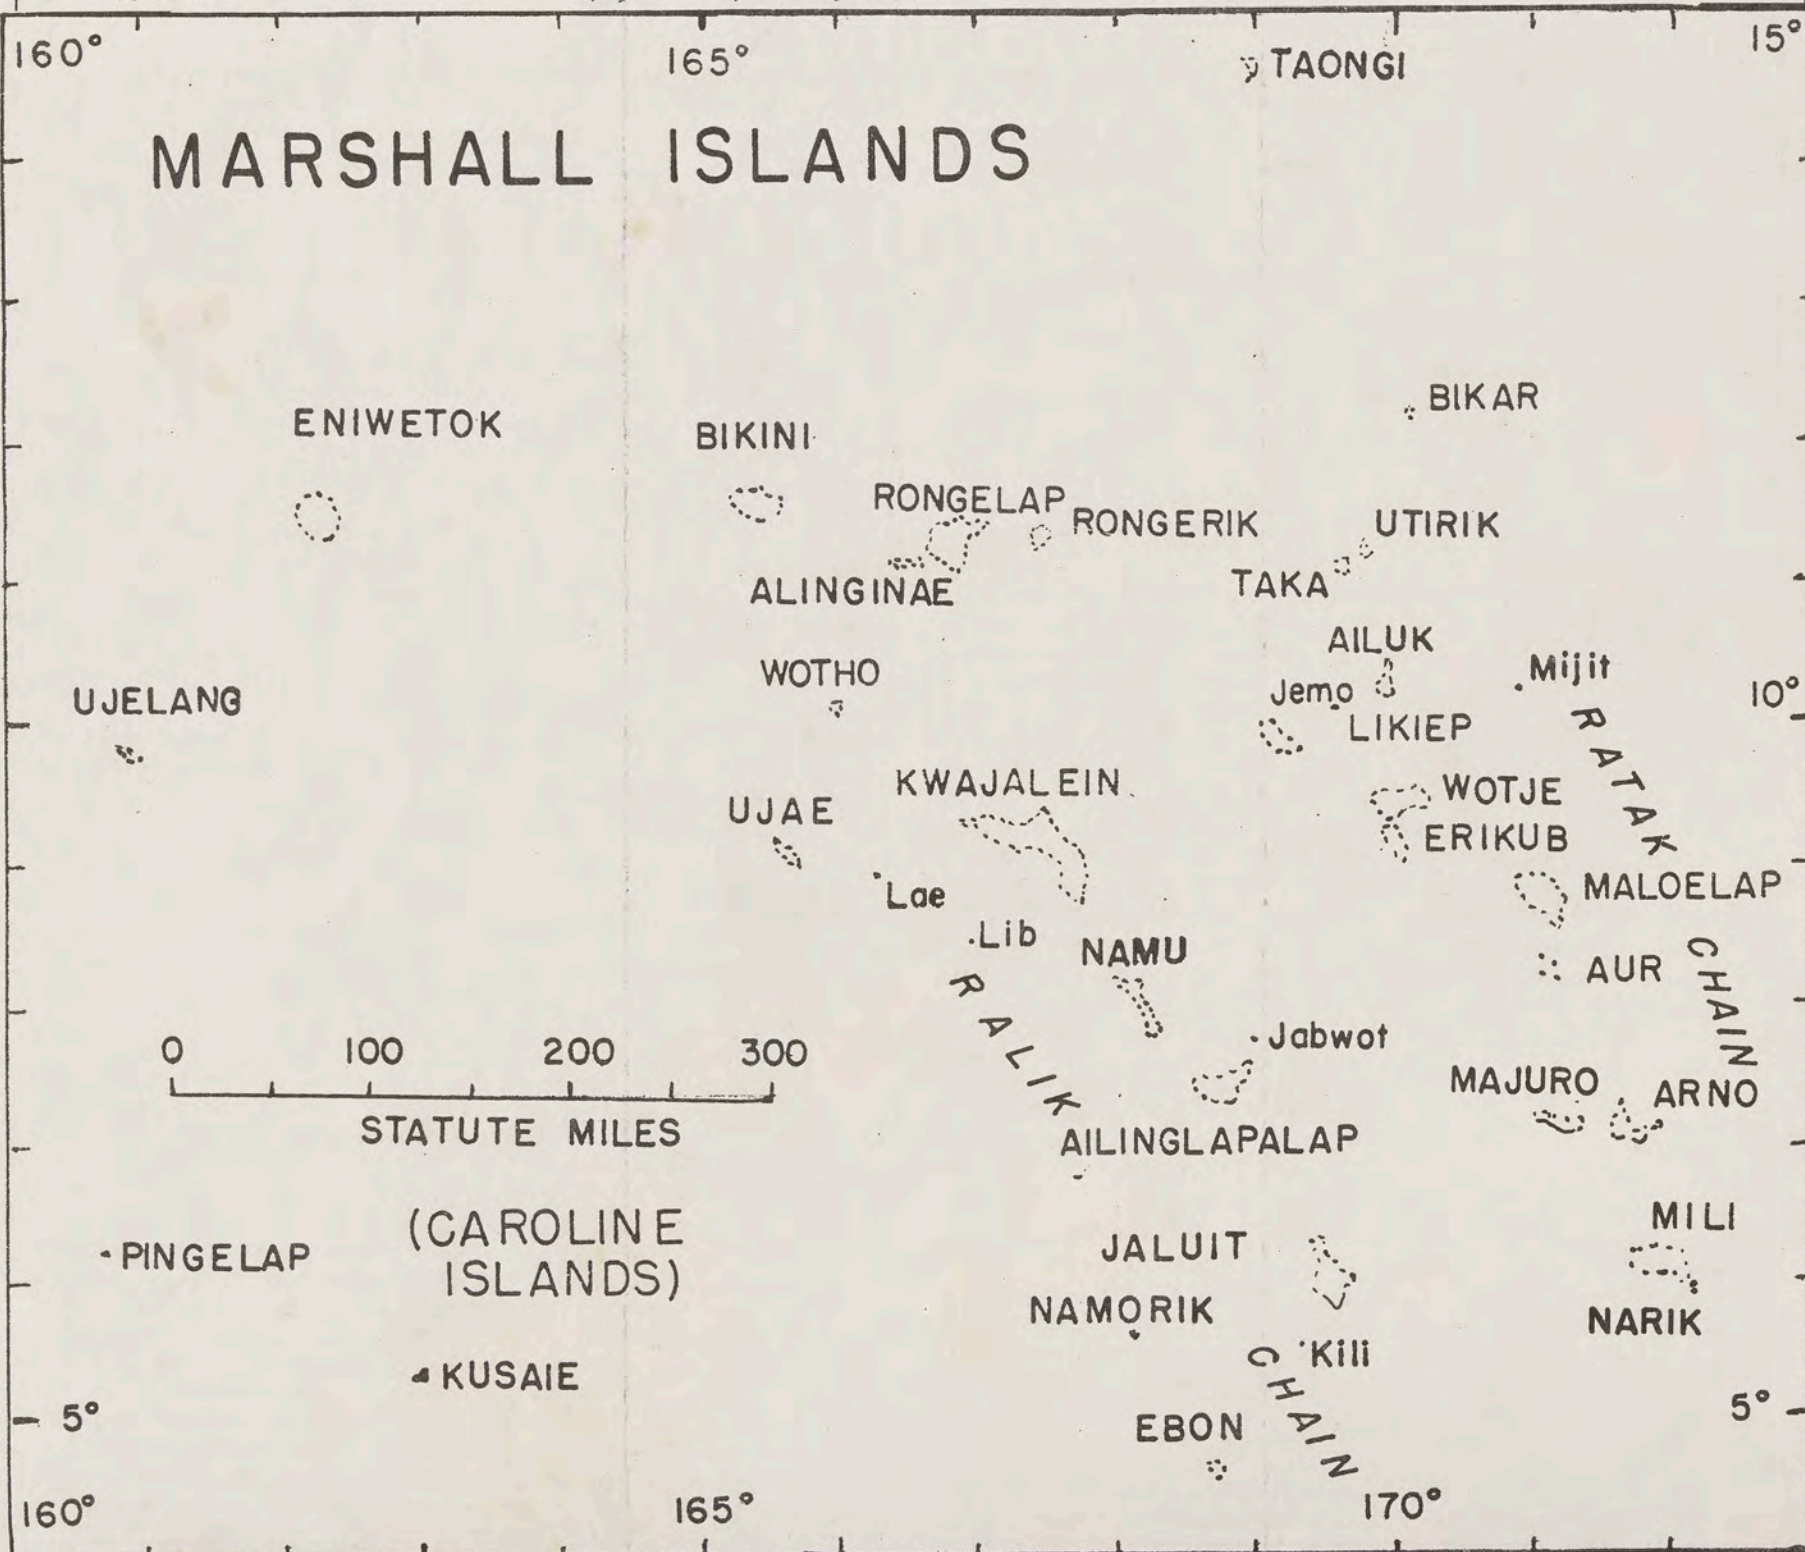 160°
165°
15°
TAONGI
MARSHALL ISLANDS
BIKAR
ENIWETOK
BIKINI
RONGELAP
RONGERIK
UTIRIK
ALINGINAE
TAKA
AILUK
WOTHO
Mijit
Jemo
UJELANG
10°
LIKIEP
RATAK CHAIN
KWAJALEIN
WOTJE
UJAE
ERIKUB
Lae
MALOELAP
Lib
NAMU
AUR
RALIK CHAIN
0 100 200 300
STATUTE MILES
Jabwot
MAJURO
ARNO
AILINGLAPALAP
(CAROLINE
ISLANDS)
PINGELAP
MILI
JALUIT
NAMORIK
NARIK
Kili
KUSAIE
5°
5°
EBON
160°
165°
170°